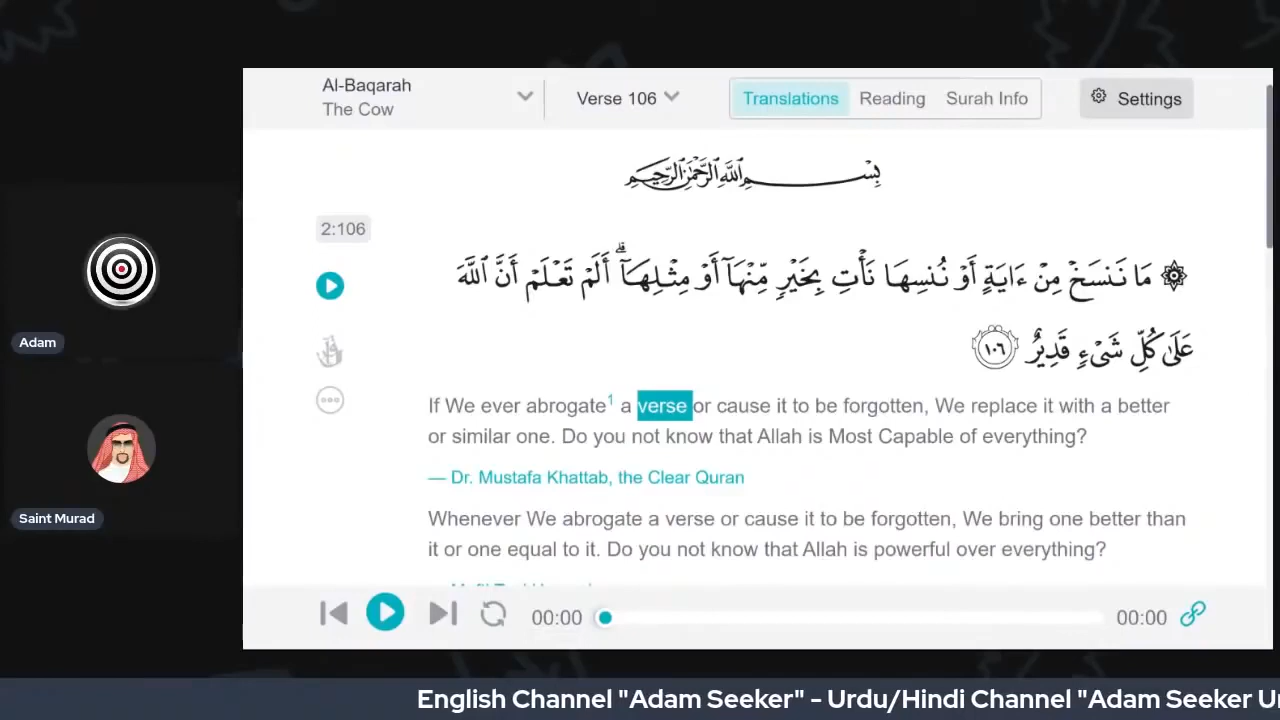 Al-Baqarah
The Cow
Verse 106
Translations
Reading
Surah Info
Settings
بِسْمِ ٱللَّهِ ٱلرَّحْمَٰنِ ٱلرَّحِيمِ
2:106
۞ مَا نَنسَخْ مِنْ ءَايَةٍ أَوْ نُنسِهَا نَأْتِ بِخَيْرٍ مِّنْهَآ أَوْ مِثْلِهَآ ۗ أَلَمْ تَعْلَمْ أَنَّ ٱللَّهَ
عَلَىٰ كُلِّ شَىْءٍ قَدِيرٌ ١٠٦
If We ever abrogate1 a verse or cause it to be forgotten, We replace it with a better
or similar one. Do you not know that Allah is Most Capable of everything?
— Dr. Mustafa Khattab, the Clear Quran
Whenever We abrogate a verse or cause it to be forgotten, We bring one better than
it or one equal to it. Do you not know that Allah is powerful over everything?
00:00
00:00
Adam
Saint Murad
English Channel "Adam Seeker" - Urdu/Hindi Channel "Adam Seeker